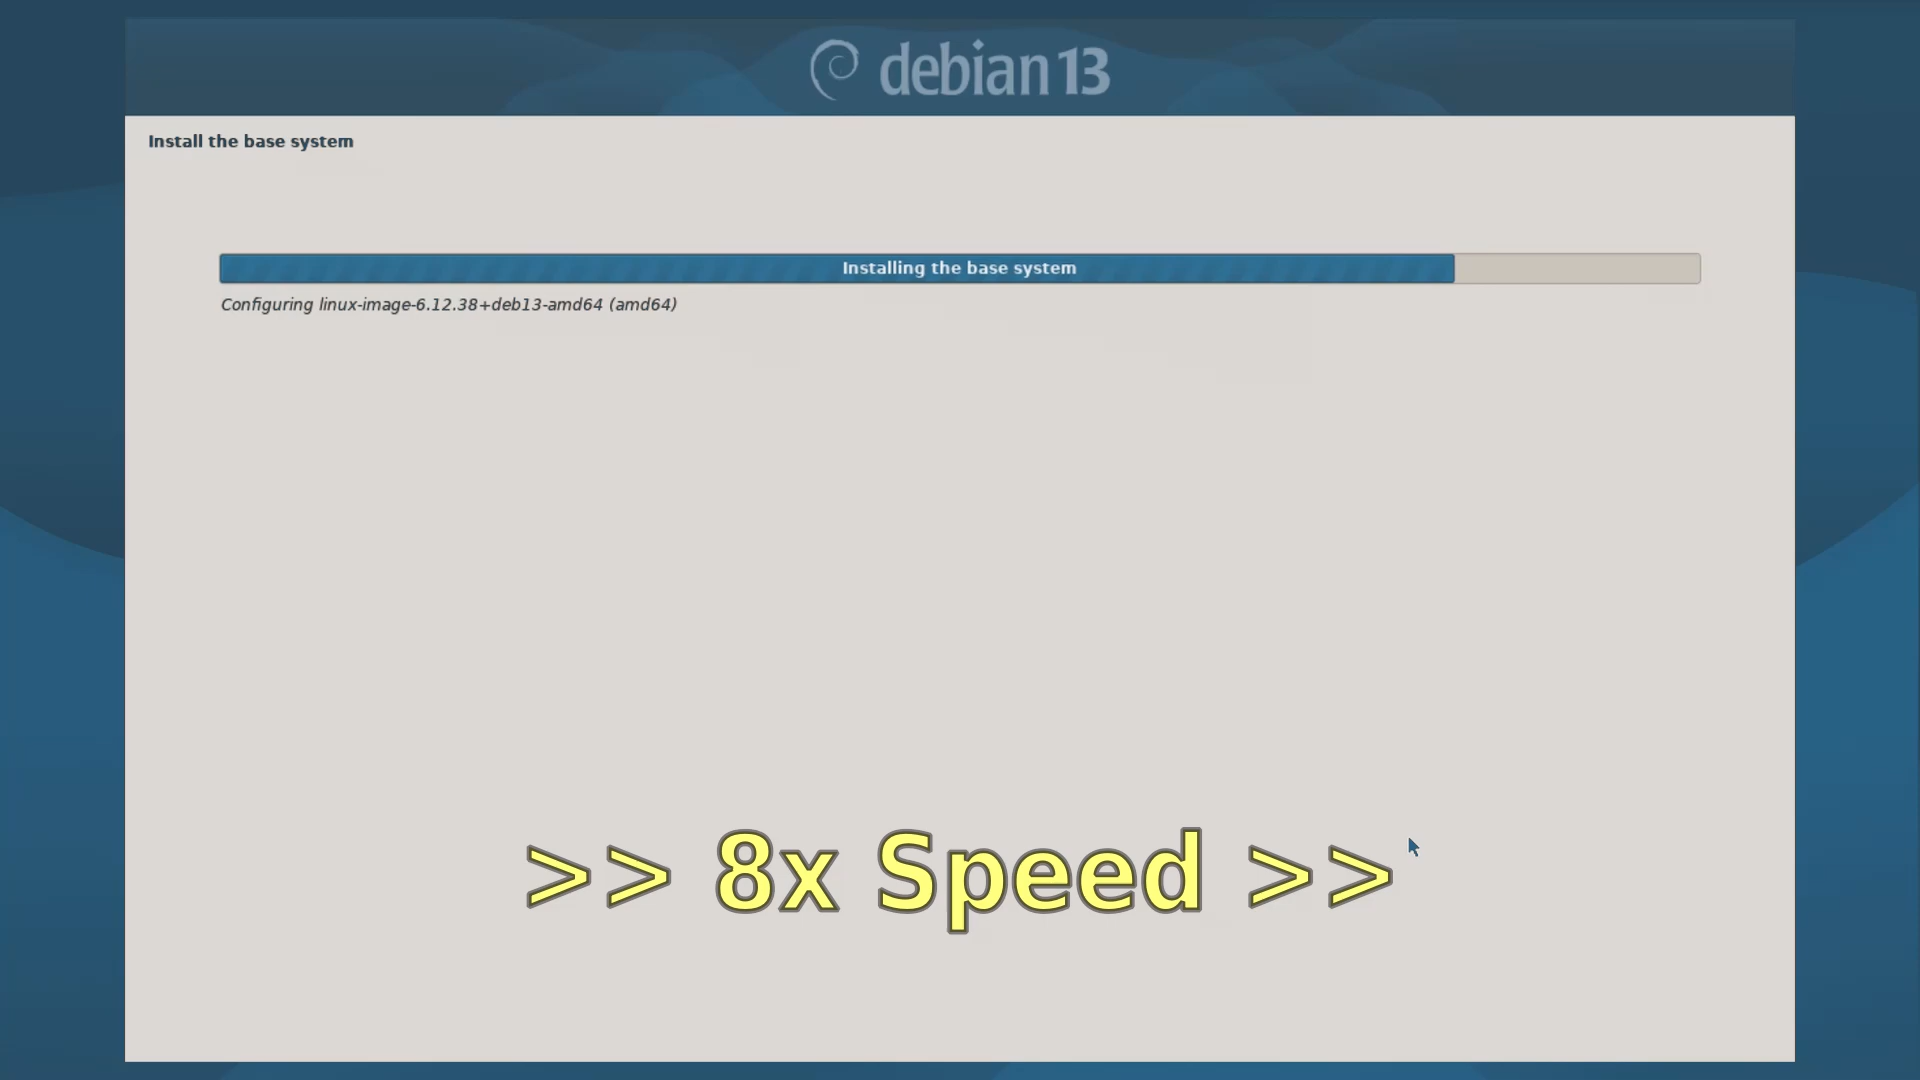 debian 13
Install the base system
Installing the base system
Configuring linux-image-6.12.38+deb13-amd64 (amd64)
>> 8x Speed >>